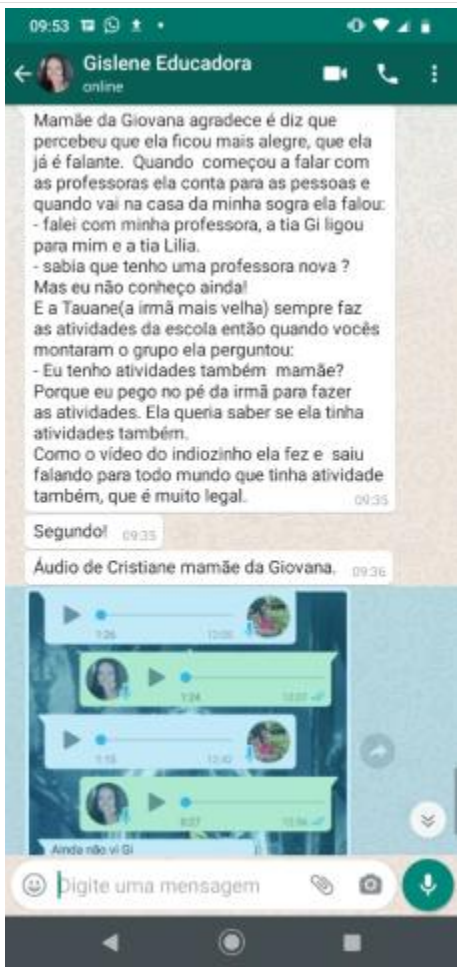 09:53
Gislene Educadora
online
Mamãe da Giovana agradece é diz que
percebeu que ela ficou mais alegre, que ela
já é falante. Quando começou a falar com
as professoras ela conta para as pessoas e
quando vai na casa da minha sogra ela falou:
- falei com minha professora, a tia Gi ligou
para mim e a tia Lilia.
- sabia que tenho uma professora nova ?
Mas eu não conheço ainda!
E a Tauane(a irmã mais velha) sempre faz
as atividades da escola então quando vocês
montaram o grupo ela perguntou:
- Eu tenho atividades também mamãe?
Porque eu pego no pé da irmã para fazer
as atividades. Ela queria saber se ela tinha
atividades também.
Como o vídeo do indiozinho ela fez e saiu
falando para todo mundo que tinha atividade
também, que é muito legal.
09:35
Segundo! 09:35
Áudio de Cristiane mamãe da Giovana. 09:36
1:26
1:24
Ainda não vi Gi
Digite uma mensagem